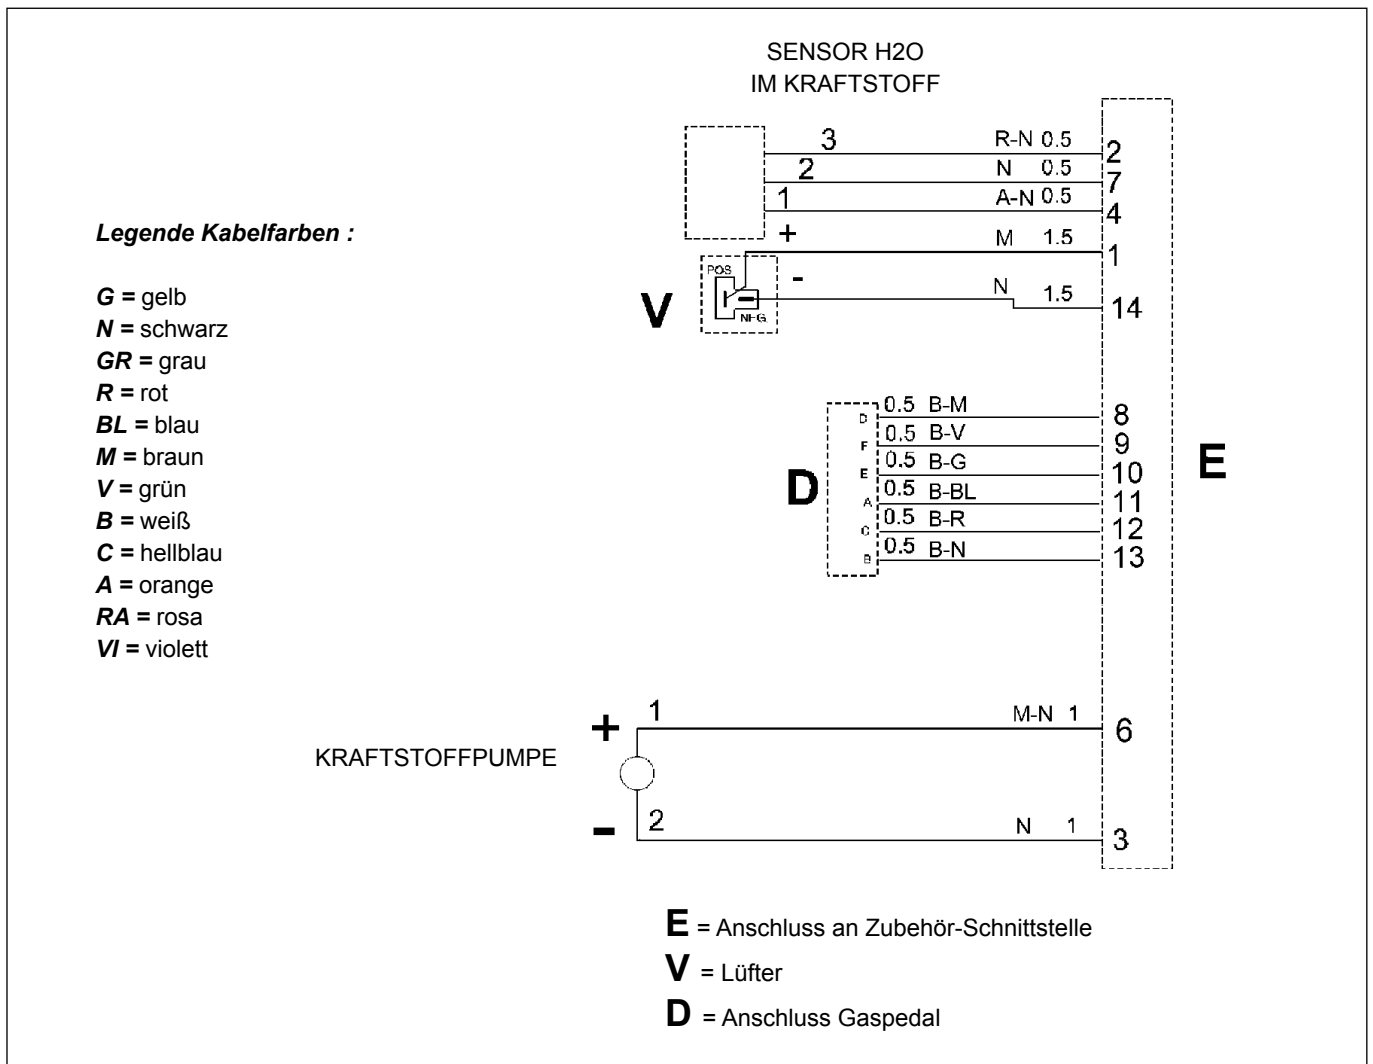 SENSOR H2O
IM KRAFTSTOFF
3 R-N 0.5 2
2 N 0.5 7
1 A-N 0.5 4
+ M 1.5 1
POS
- N 1.5 14
NEG.
V
Legende Kabelfarben :
G = gelb
N = schwarz
GR = grau
R = rot
BL = blau
M = braun
V = grün
B = weiß
C = hellblau
A = orange
RA = rosa
VI = violett
D 0.5 B-M 8
F 0.5 B-V 9
E 0.5 B-G 10
A 0.5 B-BL 11
C 0.5 B-R 12
B 0.5 B-N 13
D
E
+ 1 M-N 1 6
KRAFTSTOFFPUMPE
- 2 N 1 3
E = Anschluss an Zubehör-Schnittstelle
V = Lüfter
D = Anschluss Gaspedal